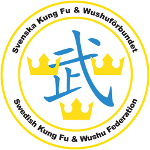 Svenska Kung Fu & Wushuförbundet
武
Swedish Kung Fu & Wushu Federation